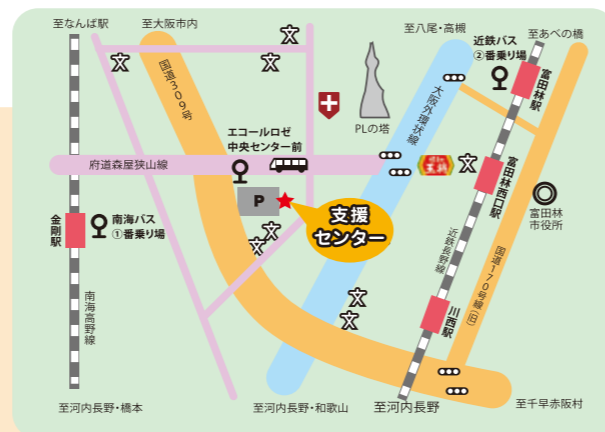 至なんば駅
至大阪市内
至八尾・高槻
近鉄バス
②番乗り場
至あべの橋
富田林駅
国道309号
大阪外環状線
PLの塔
エコールロゼ
中央センター前
府道森屋狭山線
富田林西口駅
P
支援
センター
富田林
市役所
金剛駅
南海バス
①番乗り場
近鉄長野線
国道170号線(旧)
川西駅
南海高野線
至河内長野・橋本
至河内長野・和歌山
至河内長野
至千早赤阪村